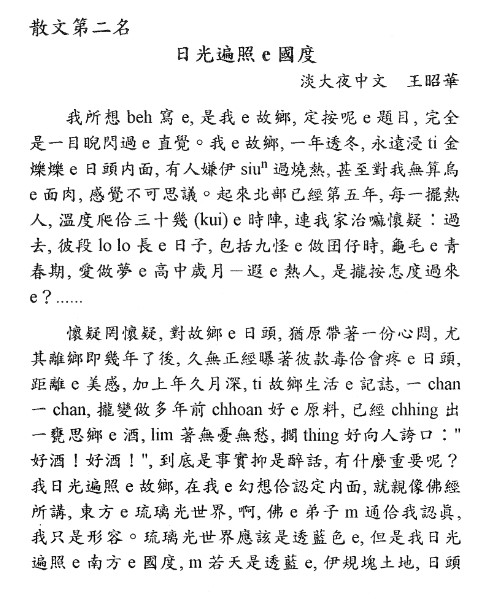 散文第二名
日光遍照 e 國度
淡大夜中文　王昭華
我所想 beh 寫 e, 是我 e 故鄉, 定按呢 e 題目, 完全
是一目睨閃過 e 直覺。我 e 故鄉, 一年透冬, 永遠浸 ti 金
爍爍 e 日頭內面, 有人嫌伊 siuⁿ 過燒熱, 甚至對我無算烏
e 面肉, 感覺不可思議。起來北部已經第五年, 每一擺熱
人, 溫度爬佮三十幾 (kui) e 時陣, 連我家治嘛懷疑：過
去, 彼段 lo lo 長 e 日子, 包括九怪 e 做囝仔時, 龜毛 e 青
春期, 愛做夢 e 高中歲月－遐 e 熱人, 是攏按怎度過來
e？......
懷疑罔懷疑, 對故鄉 e 日頭, 猶原帶著一份心悶, 尤
其離鄉即幾年了後, 久無正經曝著彼款毒佮會疼 e 日頭,
距離 e 美感, 加上年久月深, ti 故鄉生活 e 記誌, 一 chan
一 chan, 攏變做多年前 chhoan 好 e 原料, 已經 chhing 出
一甕思鄉 e 酒, lim 著無憂無愁, 擱 thing 好向人誇口："
好酒！好酒！", 到底是事實抑是醉話, 有什麼重要呢？
我日光遍照 e 故鄉, 在我 e 幻想佮認定內面, 就親像佛經
所講, 東方 e 琉璃光世界, 啊, 佛 e 弟子 m 通佮我認真,
我只是形容。琉璃光世界應該是透藍色 e, 但是我日光
遍照 e 南方 e 國度, m 若天是透藍 e, 伊規塊土地, 日頭